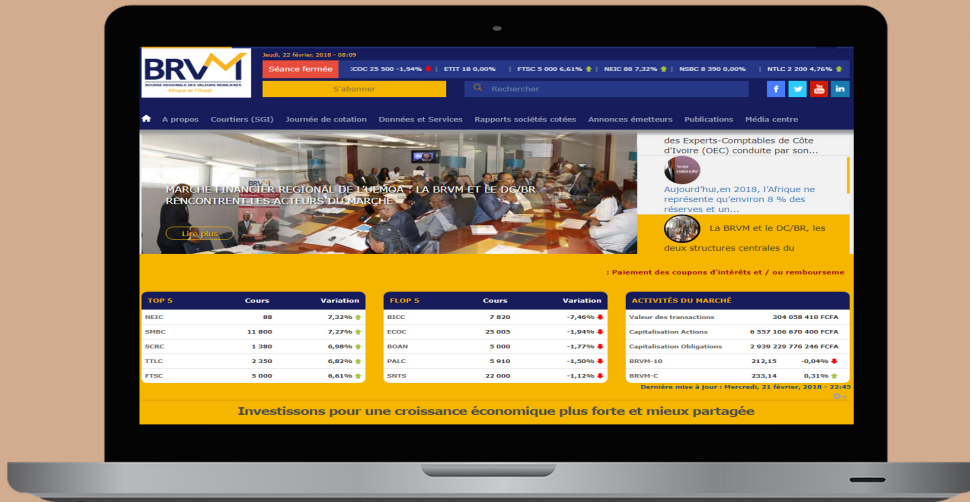 Jeudi, 22 février, 2018 - 08:09
BRVM
BOURSE REGIONALE DES VALEURS MOBILIERES
Afrique de l'Ouest
Séance fermée
COC 25 500 -1,94% | ETIT 18 0,00% | FTSC 5 000 6,61% | NEIC 88 7,32% | NSBC 8 390 0,00% | NTLC 2 200 4,76%
S'abonner
Rechercher
f
You
in
A propos Courtiers (SGI) Journée de cotation Données et Services Rapports sociétés cotées Annonces émetteurs Publications Média centre
BRV
MARCHE FINANCIER REGIONAL DE L'UEMOA : LA BRVM ET LE DC/BR
RENCONTRENT LES ACTEURS DU MARCHE
Lire plus
des Experts-Comptables de Côte
d'Ivoire (OEC) conduite par son...
Aujourd'hui,en 2018, l'Afrique ne
représente qu'environ 8 % des
réserves et un...
La BRVM et le DC/BR, les
deux structures centrales du
: Paiement des coupons d'intérêts et / ou rembourseme
TOP 5 Cours Variation
NEIC 88 7,32%
SMBC 11 800 7,27%
SCRC 1 380 6,98%
TTLC 2 350 6,82%
FTSC 5 000 6,61%
FLOP 5 Cours Variation
BICC 7 820 -7,46%
ECOC 25 005 -1,94%
BOAN 5 000 -1,77%
PALC 5 910 -1,50%
SNTS 22 000 -1,12%
ACTIVITÉS DU MARCHÉ
Valeur des transactions 304 058 410 FCFA
Capitalisation Actions 6 557 106 670 400 FCFA
Capitalisation Obligations 2 939 229 776 246 FCFA
BRVM-10 212,15 -0,04%
BRVM-C 233,14 0,31%
Dernière mise à jour : Mercredi, 21 février, 2018 - 22:45
Investissons pour une croissance économique plus forte et mieux partagée